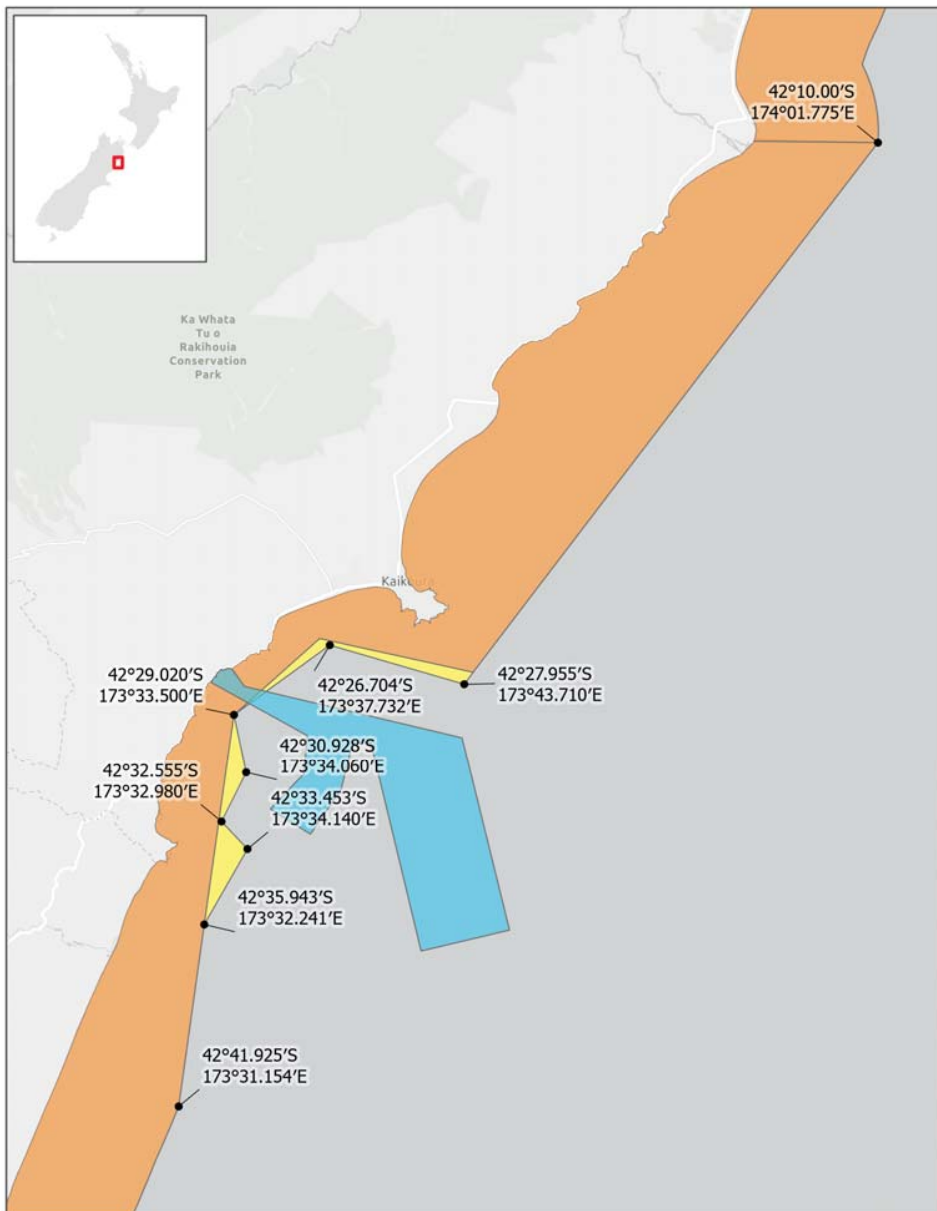 42°10.00'S
174°01.775'E
Ka Whata
Tu o
Rakihouia
Conservation
Park
Kaikoura
42°29.020'S
173°33.500'E
42°27.955'S
173°43.710'E
42°26.704'S
173°37.732'E
42°30.928'S
173°34.060'E
42°32.555'S
173°32.980'E
42°33.453'S
173°34.140'E
42°35.943'S
173°32.241'E
42°41.925'S
173°31.154'E